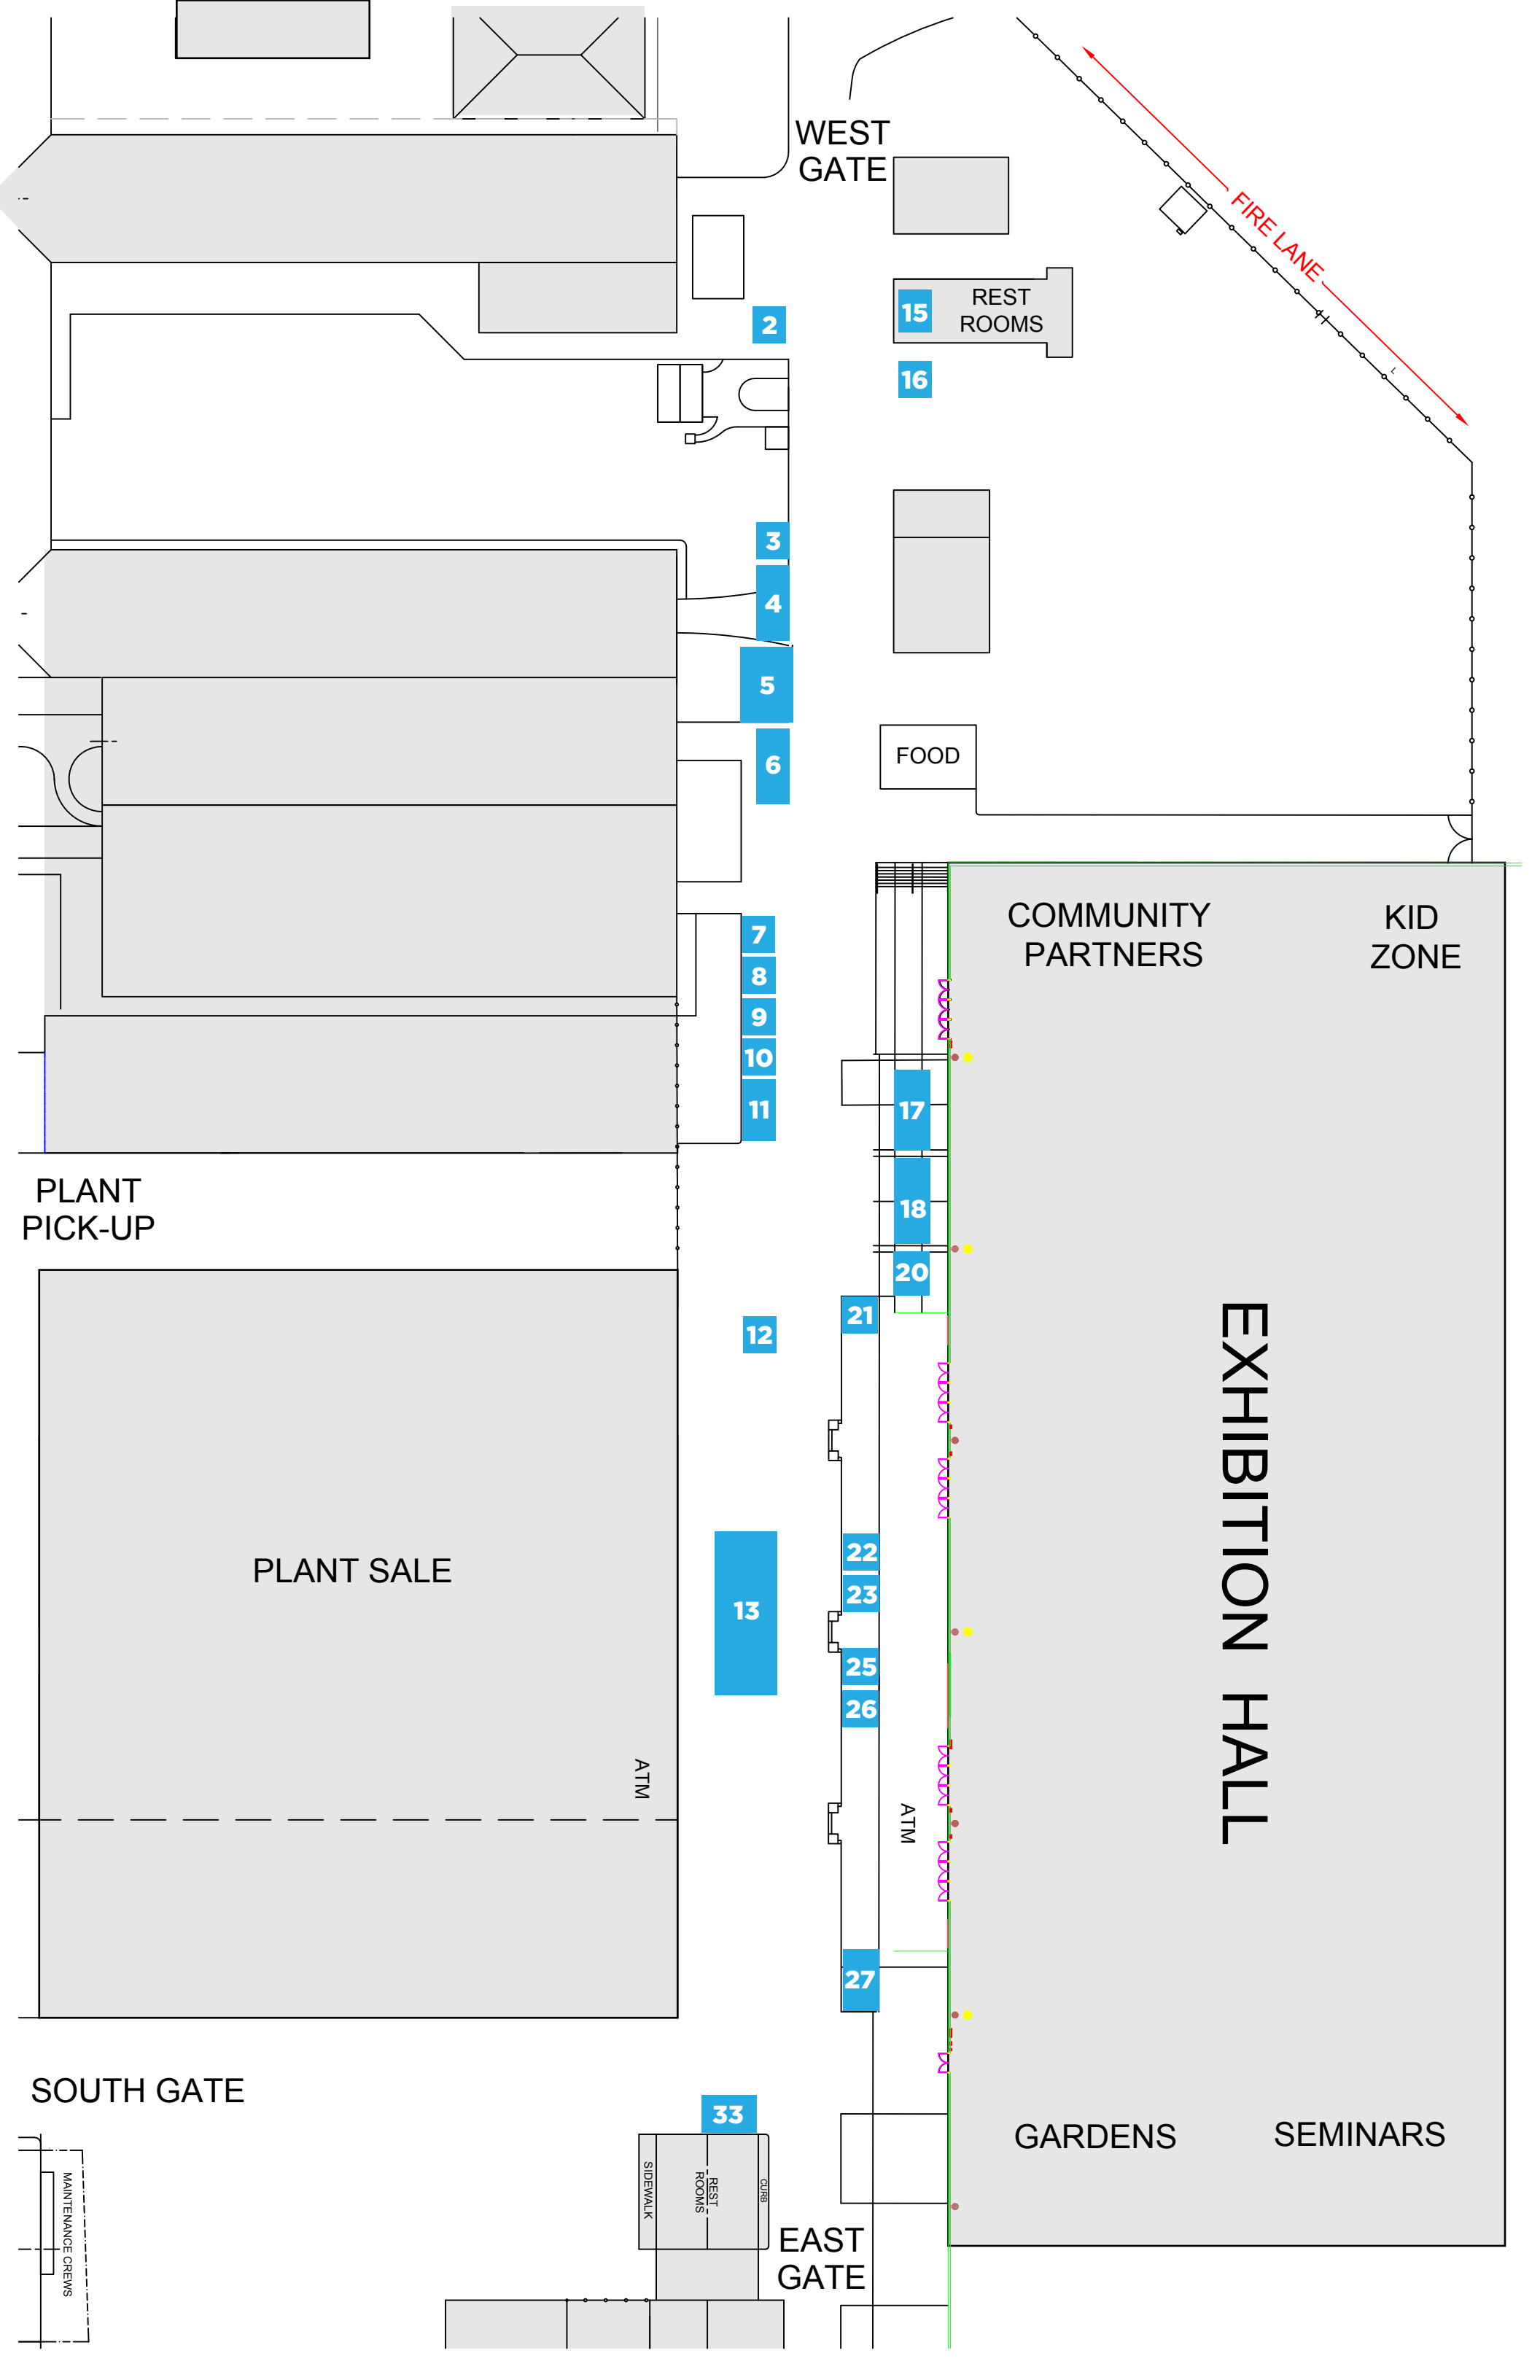 WEST
GATE
FIRE LANE
2
15
REST
ROOMS
16
3
4
5
6
FOOD
COMMUNITY
PARTNERS
KID
ZONE
7
8
9
10
11
17
PLANT
PICK-UP
18
20
21
12
EXHIBITION HALL
22
23
PLANT SALE
13
25
26
ATM
ATM
27
SOUTH GATE
33
GARDENS
SEMINARS
MAINTENANCE CREWS
SIDEWALK
REST
ROOMS
CURB
EAST
GATE